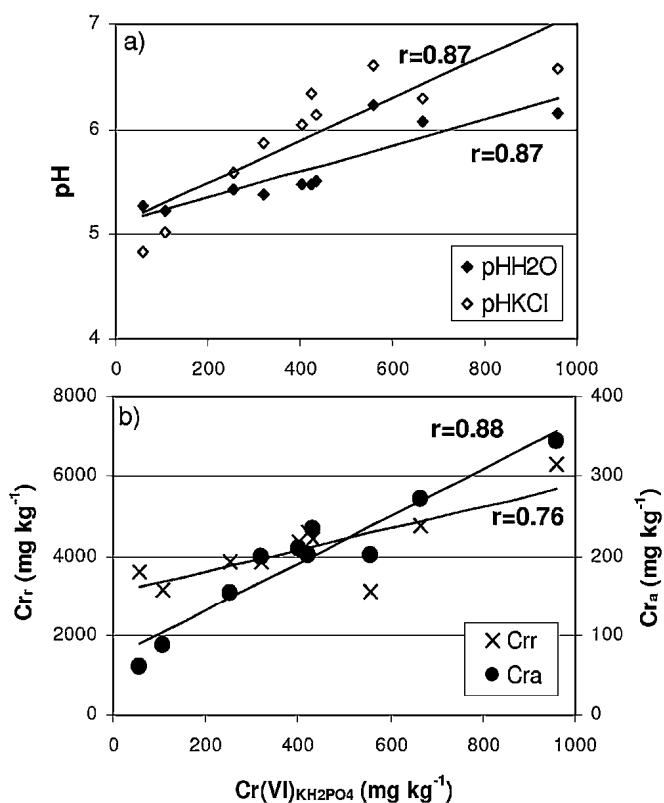 a)
7
6
5
4
pH
r=0.87
r=0.87
pHH2O
pHKCl
0 200 400 600 800 1000
b)
8000
6000
4000
2000
0
Crr (mg kg-1)
400
300
200
100
0
Cra (mg kg-1)
r=0.88
r=0.76
Crr
Cra
0 200 400 600 800 1000
Cr(VI)KH2PO4 (mg kg-1)